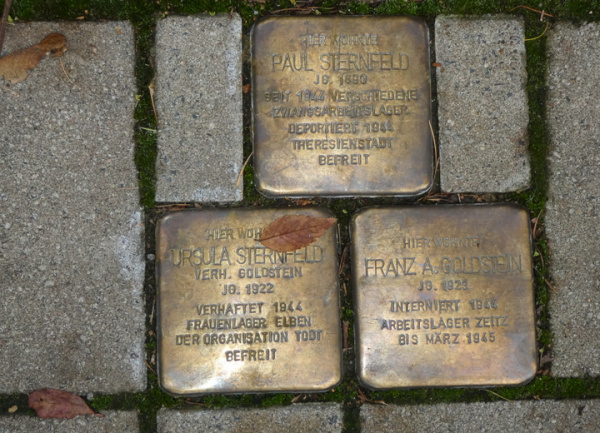 HIER WOHNTE
PAUL STERNFELD
JG. 1890
SEIT 1944 VERSCHIEDENE
ZWANGSARBEITSLAGER
DEPORTIERT 1944
THERESIENSTADT
BEFREIT
HIER WOH
URSULA STERNFELD
VERH. GOLDSTEIN
JG. 1922
VERHAFTET 1944
FRAUENLAGER ELBEN
DER ORGANISATION TODT
BEFREIT
HIER WOHNTE
FRANZ A. GOLDSTEIN
JG.
INTERNIERT 1944
ARBEITSLAGER ZEITZ
BIS MÄRZ 1945